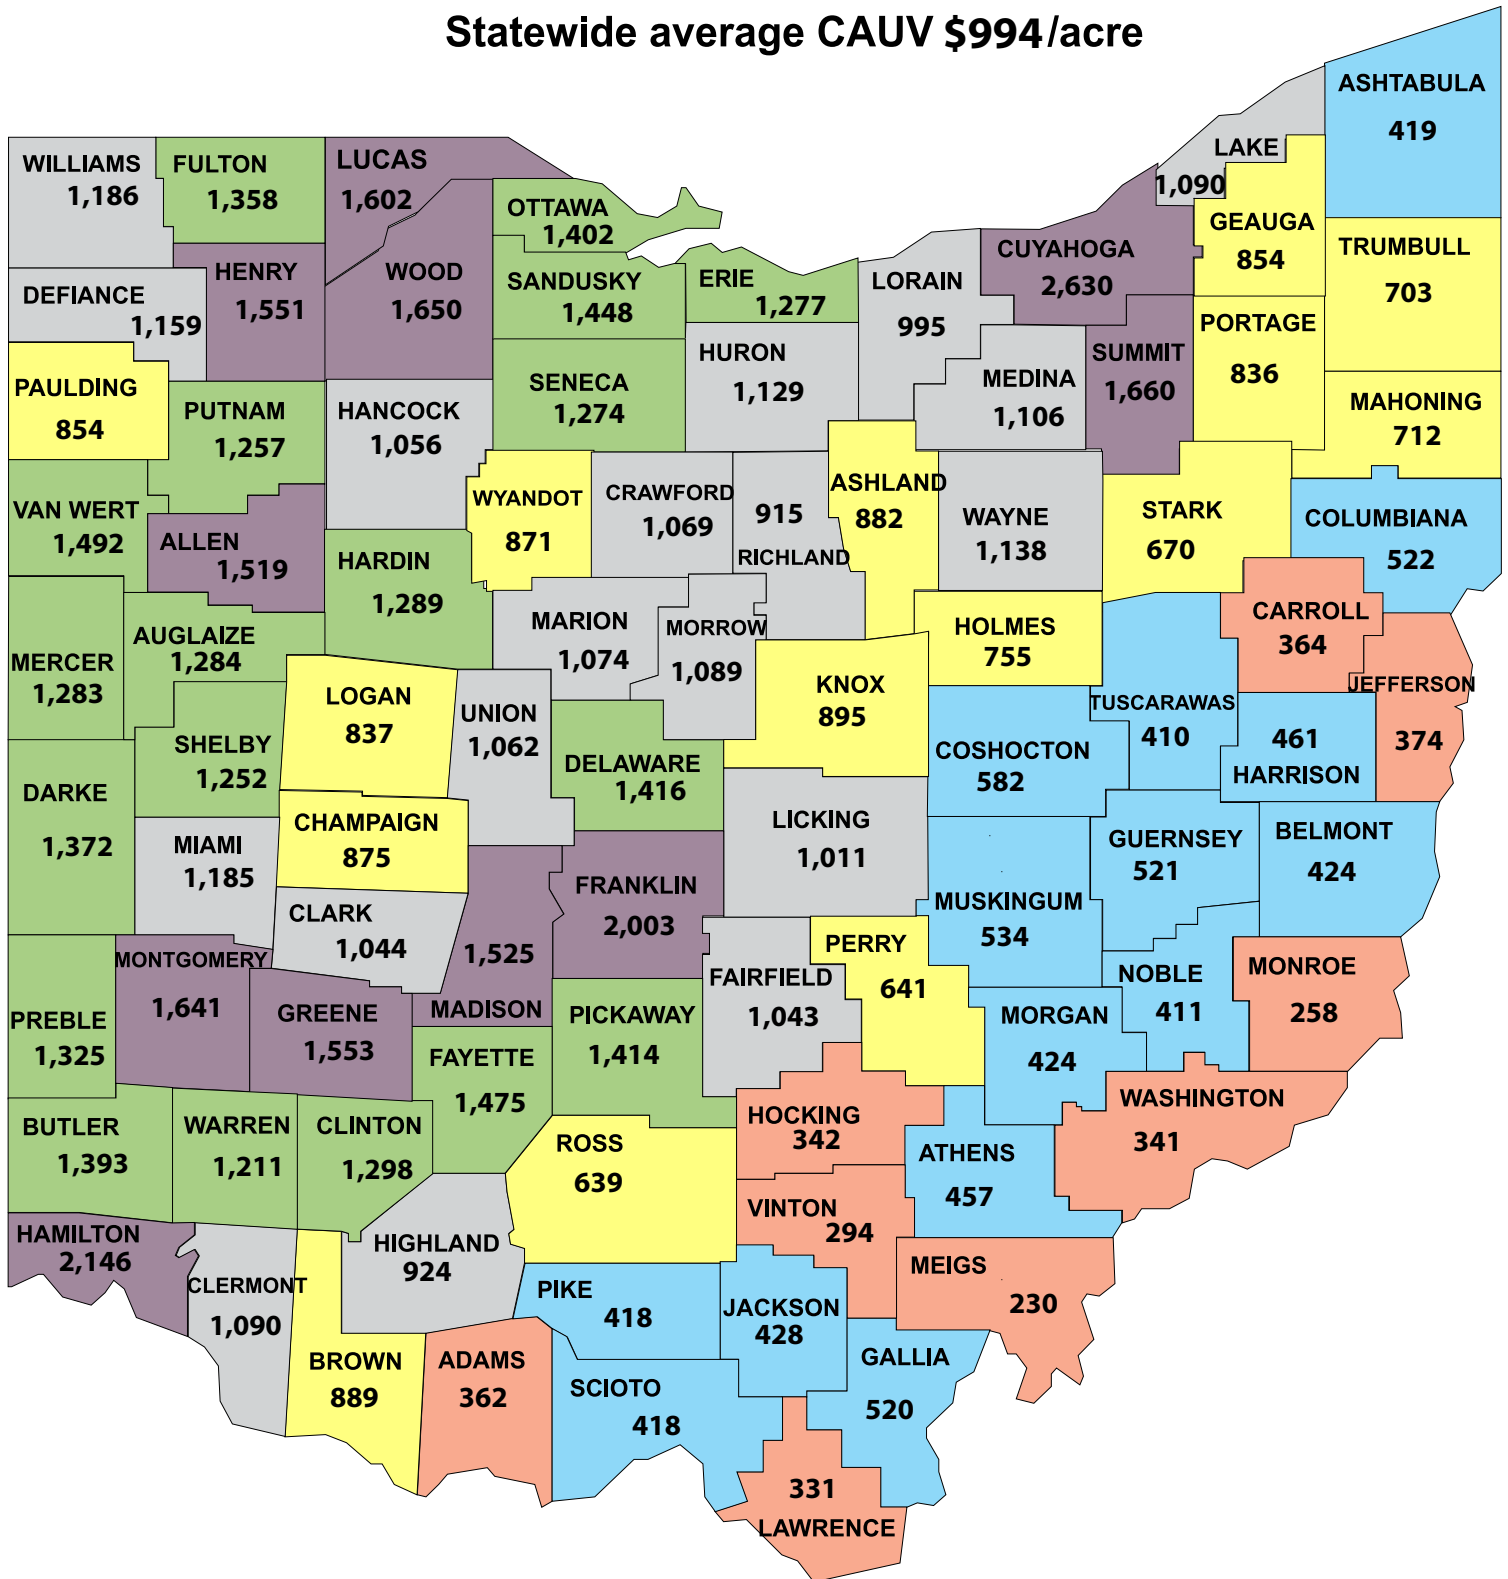 Statewide average CAUV $994/acre
ASHTABULA
419
LAKE
1,090
WILLIAMS
1,186
FULTON
1,358
LUCAS
1,602
OTTAWA
1,402
GEAUGA
854
CUYAHOGA
2,630
TRUMBULL
703
HENRY
1,551
WOOD
1,650
SANDUSKY
1,448
ERIE
1,277
LORAIN
995
DEFIANCE
1,159
PORTAGE
836
HURON
1,129
SUMMIT
1,660
MEDINA
1,106
PAULDING
854
SENECA
1,274
PUTNAM
1,257
HANCOCK
1,056
MAHONING
712
VAN WERT
1,492
WYANDOT
871
CRAWFORD
1,069
915
RICHLAND
ASHLAND
882
WAYNE
1,138
STARK
670
COLUMBIANA
522
ALLEN
1,519
HARDIN
1,289
MARION
1,074
MORROW
1,089
HOLMES
755
CARROLL
364
MERCER
1,283
AUGLAIZE
1,284
LOGAN
837
UNION
1,062
KNOX
895
TUSCARAWAS
410
JEFFERSON
374
SHELBY
1,252
DELAWARE
1,416
COSHOCTON
582
461
HARRISON
DARKE
1,372
CHAMPAIGN
875
LICKING
1,011
GUERNSEY
521
BELMONT
424
MIAMI
1,185
FRANKLIN
2,003
MUSKINGUM
534
CLARK
1,044
1,525
MADISON
PERRY
641
MONTGOMERY
1,641
FAIRFIELD
1,043
NOBLE
411
MONROE
258
PREBLE
1,325
GREENE
1,553
PICKAWAY
1,414
MORGAN
424
FAYETTE
1,475
WASHINGTON
341
BUTLER
1,393
WARREN
1,211
CLINTON
1,298
ROSS
639
HOCKING
342
ATHENS
457
HAMILTON
2,146
VINTON
294
HIGHLAND
924
MEIGS
230
CLERMONT
1,090
PIKE
418
JACKSON
428
BROWN
889
ADAMS
362
GALLIA
520
SCIOTO
418
331
LAWRENCE